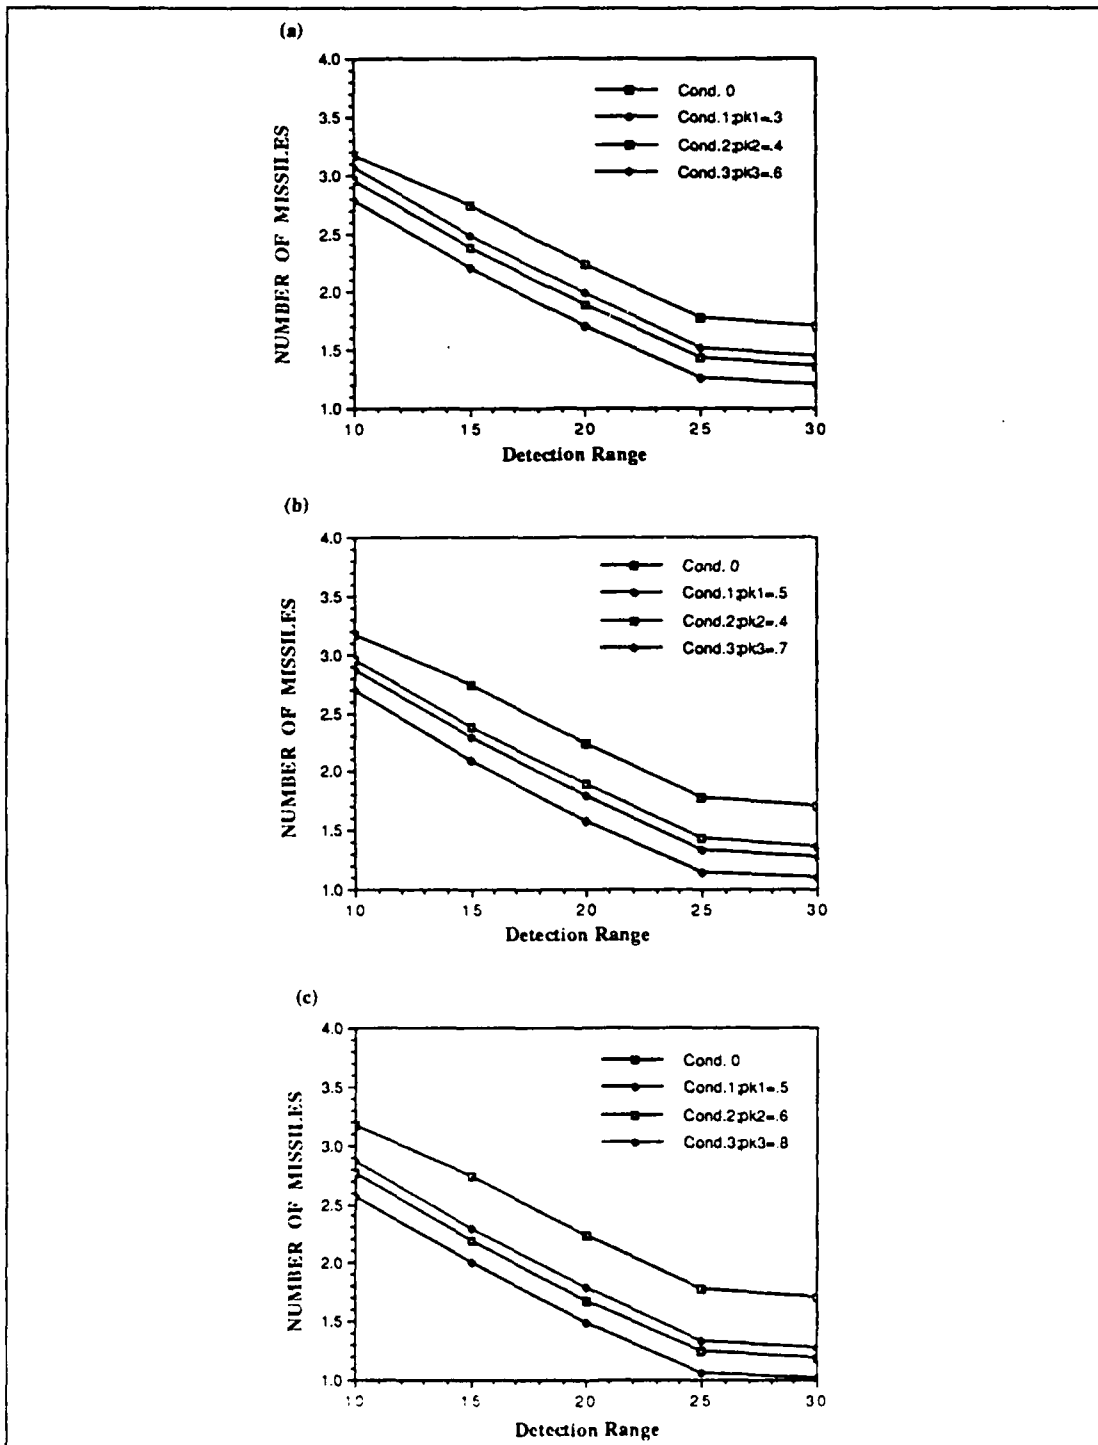 (a)
4.0
3.5
3.0
2.5
2.0
1.5
1.0
NUMBER OF MISSILES
Cond. 0
Cond.1;pk1=.3
Cond.2;pk2=.4
Cond.3;pk3=.6
10 15 20 25 30
Detection Range
(b)
4.0
3.5
3.0
2.5
2.0
1.5
1.0
NUMBER OF MISSILES
Cond. 0
Cond.1;pk1=.5
Cond.2;pk2=.4
Cond.3;pk3=.7
10 15 20 25 30
Detection Range
(c)
4.0
3.5
3.0
2.5
2.0
1.5
1.0
NUMBER OF MISSILES
Cond. 0
Cond.1;pk1=.5
Cond.2;pk2=.6
Cond.3;pk3=.8
10 15 20 25 30
Detection Range